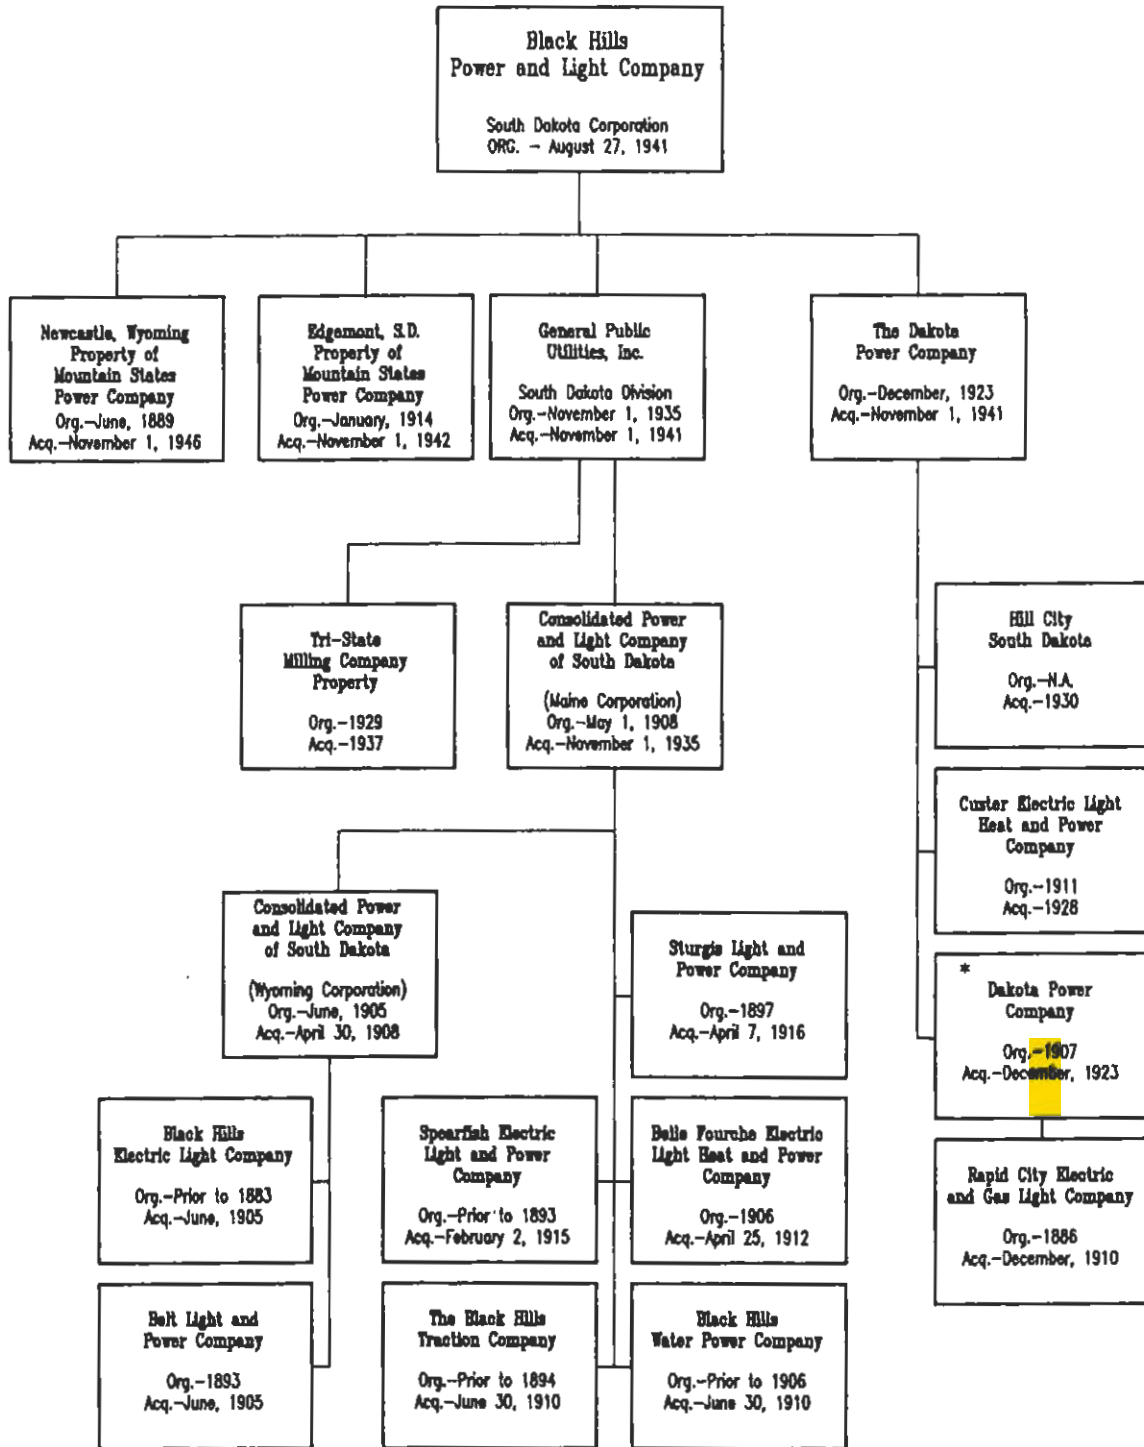 Black Hills
Power and Light Company
South Dakota Corporation
ORG. - August 27, 1941
Newcastle, Wyoming
Property of
Mountain States
Power Company
Org.-June, 1889
Acq.-November 1, 1946
Edgemont, S.D.
Property of
Mountain States
Power Company
Org.-January, 1914
Acq.-November 1, 1942
General Public
Utilities, Inc.
South Dakota Division
Org.-November 1, 1935
Acq.-November 1, 1941
The Dakota
Power Company
Org.-December, 1923
Acq.-November 1, 1941
Tri-State
Milling Company
Property
Org.-1929
Acq.-1937
Consolidated Power
and Light Company
of South Dakota
(Maine Corporation)
Org.-May 1, 1908
Acq.-November 1, 1935
Hill City
South Dakota
Org.-N.A.
Acq.-1930
Custer Electric Light
Heat and Power
Company
Org.-1911
Acq.-1928
Consolidated Power
and Light Company
of South Dakota
(Wyoming Corporation)
Org.-June, 1905
Acq.-April 30, 1908
Sturgis Light and
Power Company
Org.-1897
Acq.-April 7, 1916
*
Dakota Power
Company
Org.-1907
Acq.-December, 1923
Black Hills
Electric Light Company
Org.-Prior to 1883
Acq.-June, 1905
Spearfish Electric
Light and Power
Company
Org.-Prior to 1893
Acq.-February 2, 1915
Belle Fourche Electric
Light Heat and Power
Company
Org.-1906
Acq.-April 25, 1912
Rapid City Electric
and Gas Light Company
Org.-1886
Acq.-December, 1910
Belt Light and
Power Company
Org.-1893
Acq.-June, 1905
The Black Hills
Traction Company
Org.-Prior to 1894
Acq.-June 30, 1910
Black Hills
Water Power Company
Org.-Prior to 1906
Acq.-June 30, 1910